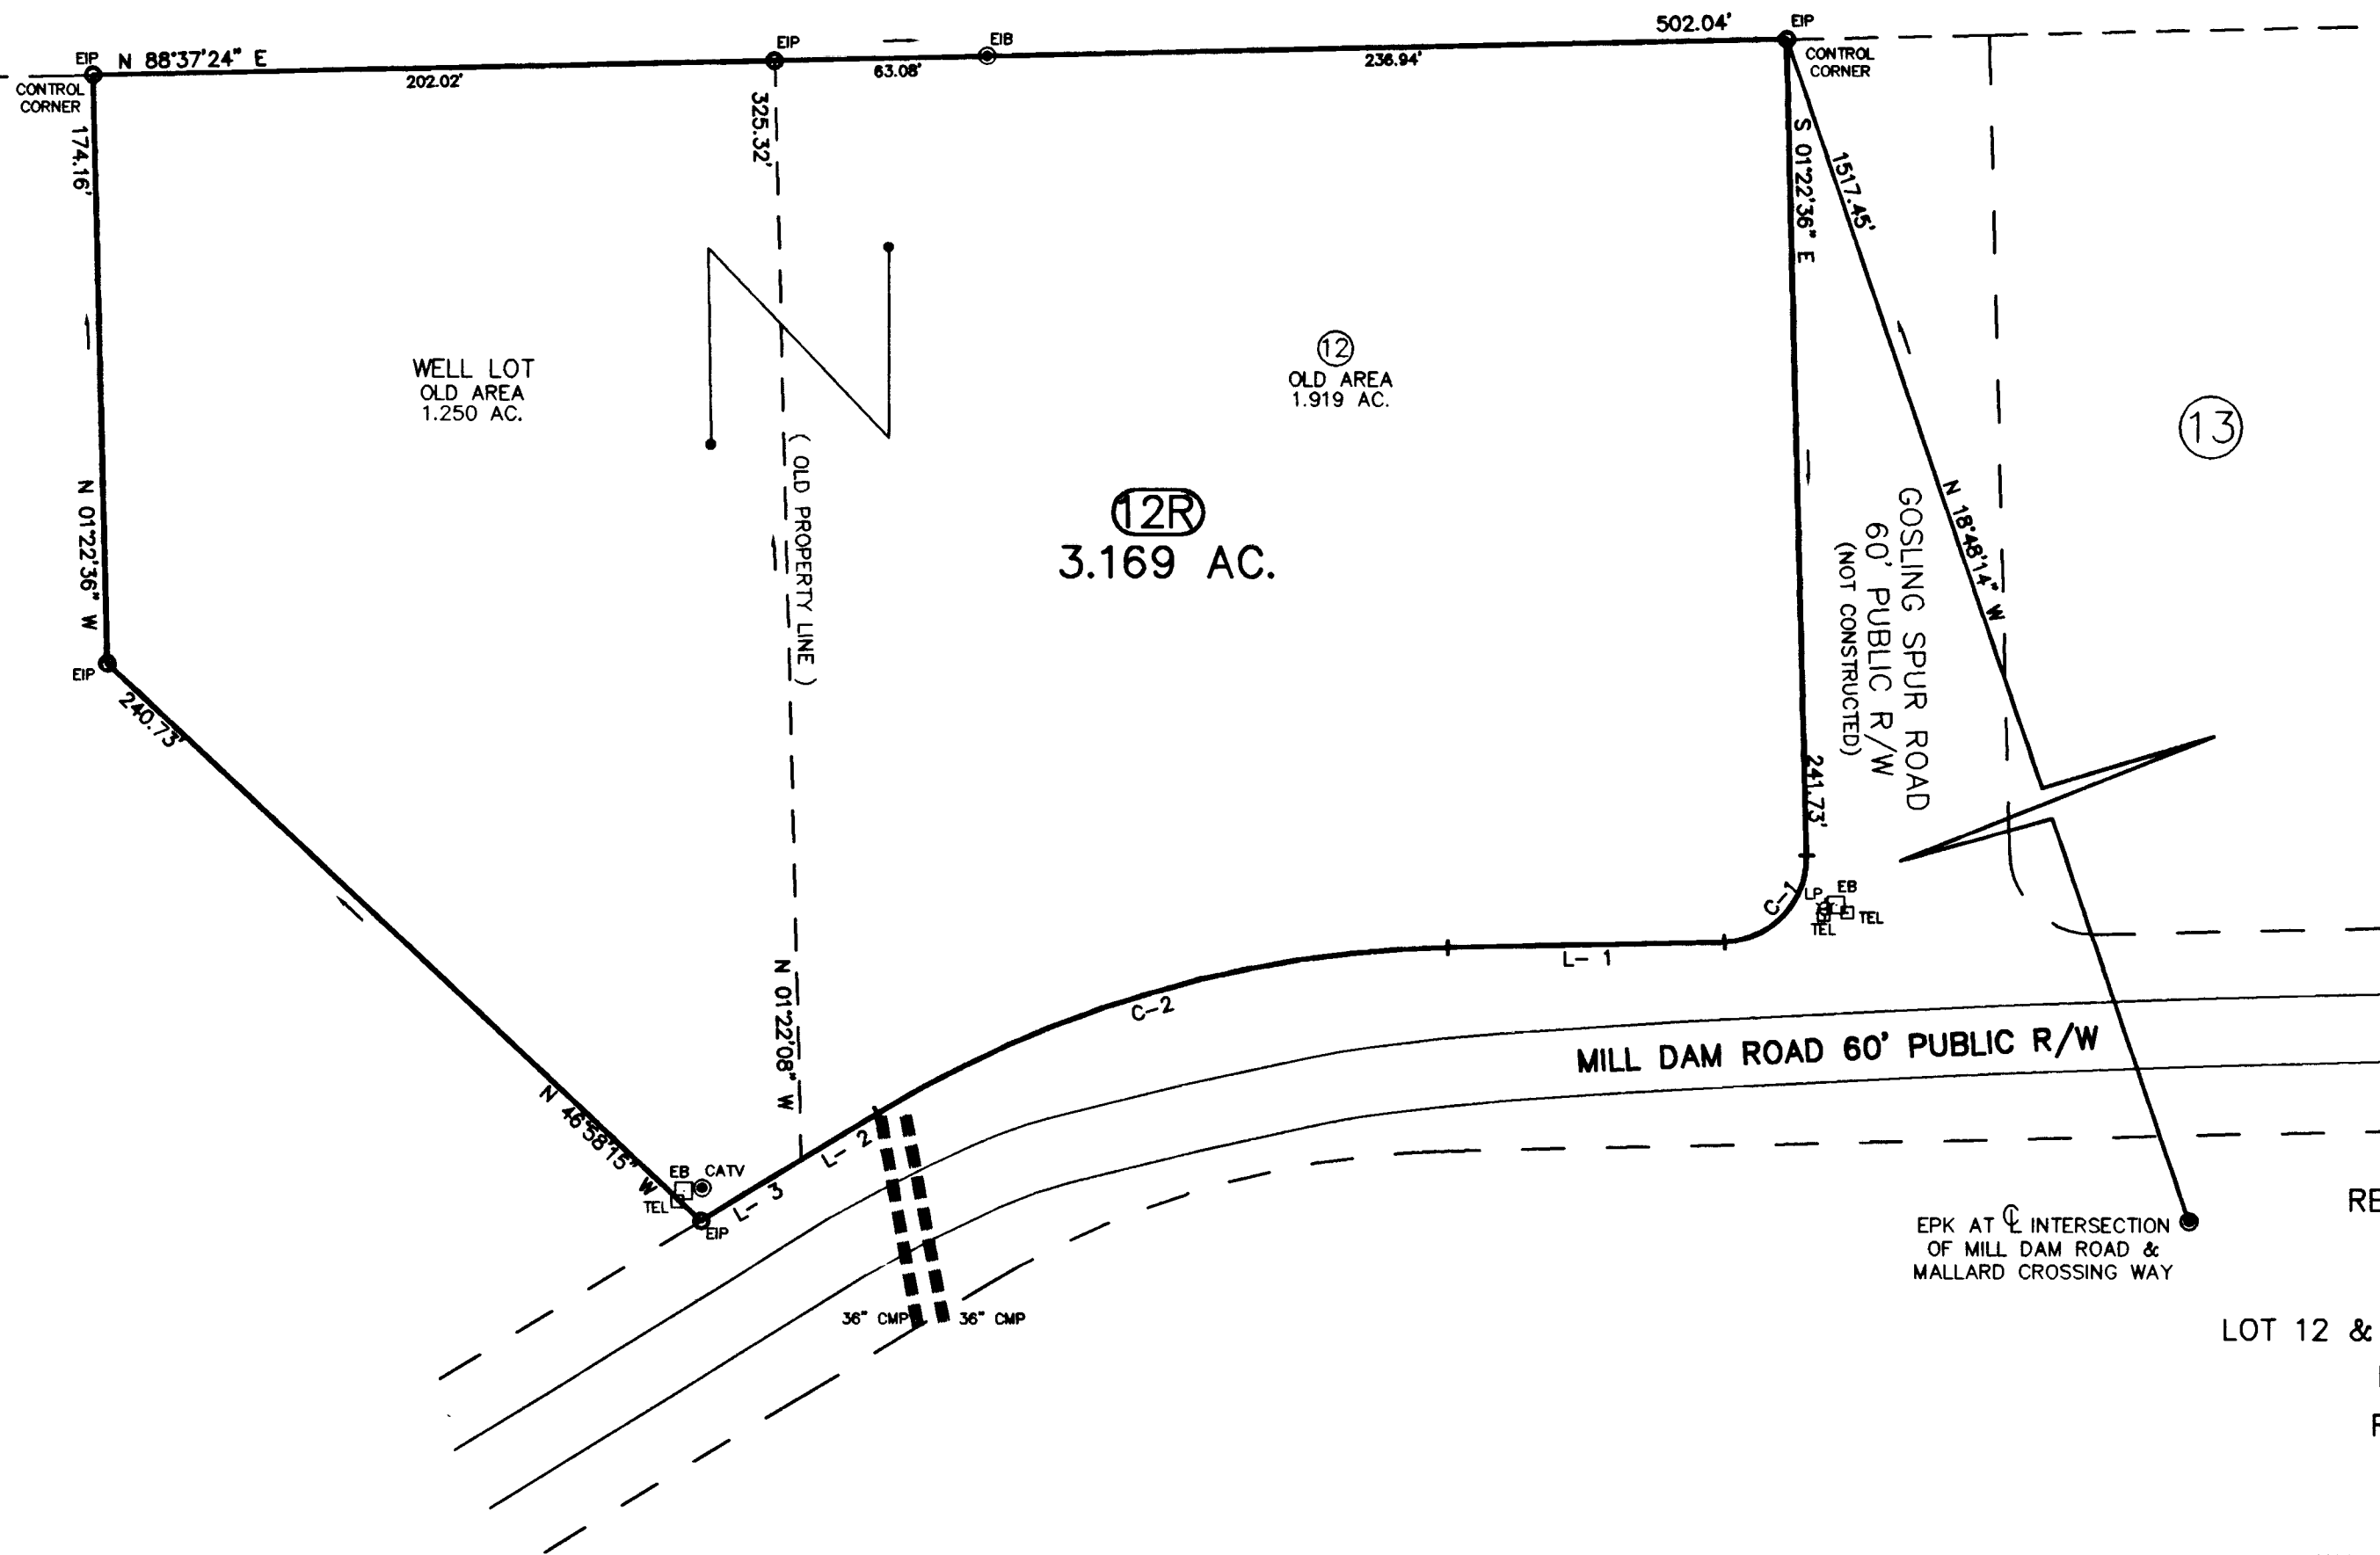 502.04'
EIP
EIB
EIP
EIP
N 88°37'24" E
202.02'
63.08'
236.94'
CONTROL
CORNER
CONTROL
CORNER
174.16'
325.32'
S 01°22'36" E
1517.45'
WELL LOT
OLD AREA
1.250 AC.
12
OLD AREA
1.919 AC.
13
( OLD PROPERTY LINE )
12R
3.169 AC.
N 01°22'36" W
N 18°48'14" W
GOSLING SPUR ROAD
60' PUBLIC R/W
(NOT CONSTRUCTED)
EIP
240.73'
241.73'
C-1
LP
EB
TEL
TEL
L- 1
C-2
N 01°22'08" W
MILL DAM ROAD 60' PUBLIC R/W
N 46°58'15" W
L- 2
EB
CATV
TEL
L- 3
EIP
36" CMP
36" CMP
EPK AT ℄ INTERSECTION
OF MILL DAM ROAD &
MALLARD CROSSING WAY
RE
LOT 12 &